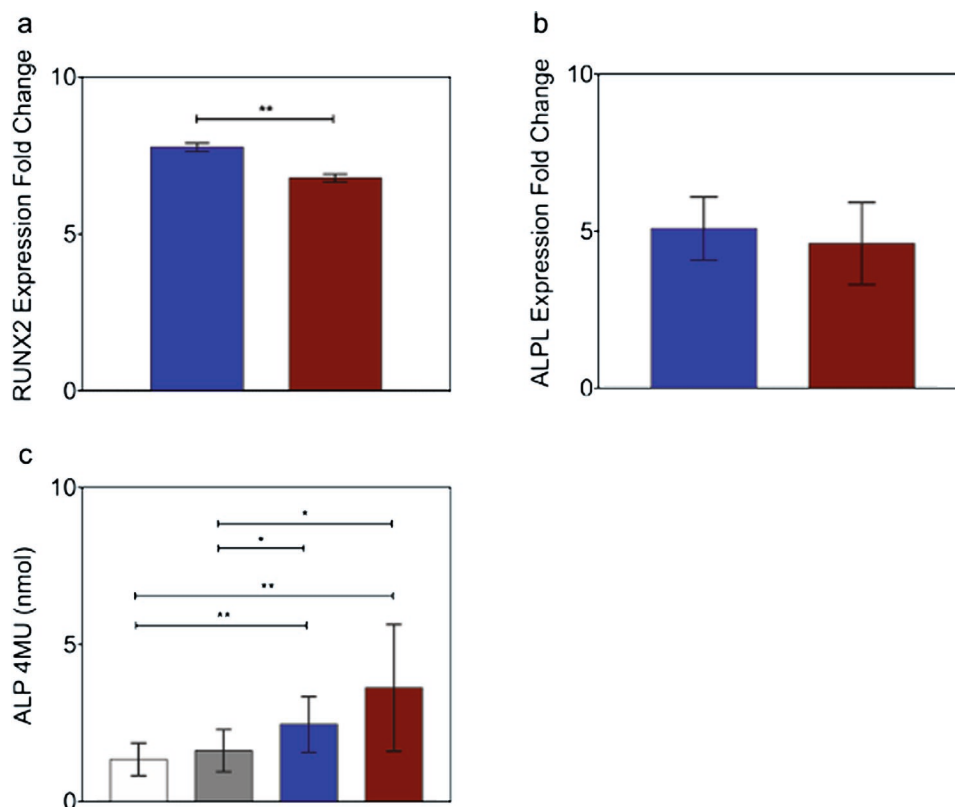 a
RUNX2 Expression Fold Change
10
5
0
**
b
ALPL Expression Fold Change
10
5
0
c
ALP 4MU (nmol)
10
5
0
*
*
**
**